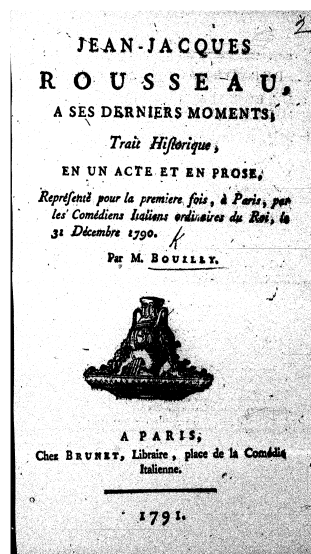 2
JEAN-JACQUES
ROUSSEAU,
A SES DERNIERS MOMENTS,
Trait Hiſtorique,
EN UN ACTE ET EN PROSE,
Repréſenté pour la premiere fois, à Paris, par
les Comédiens Italiens ordinaires du Roi, le
31 Décembre 1790.
Par M. BOUILLY.
A PARIS,
Chez BRUNET, Libraire, place de la Comédie
Italienne.
1791.